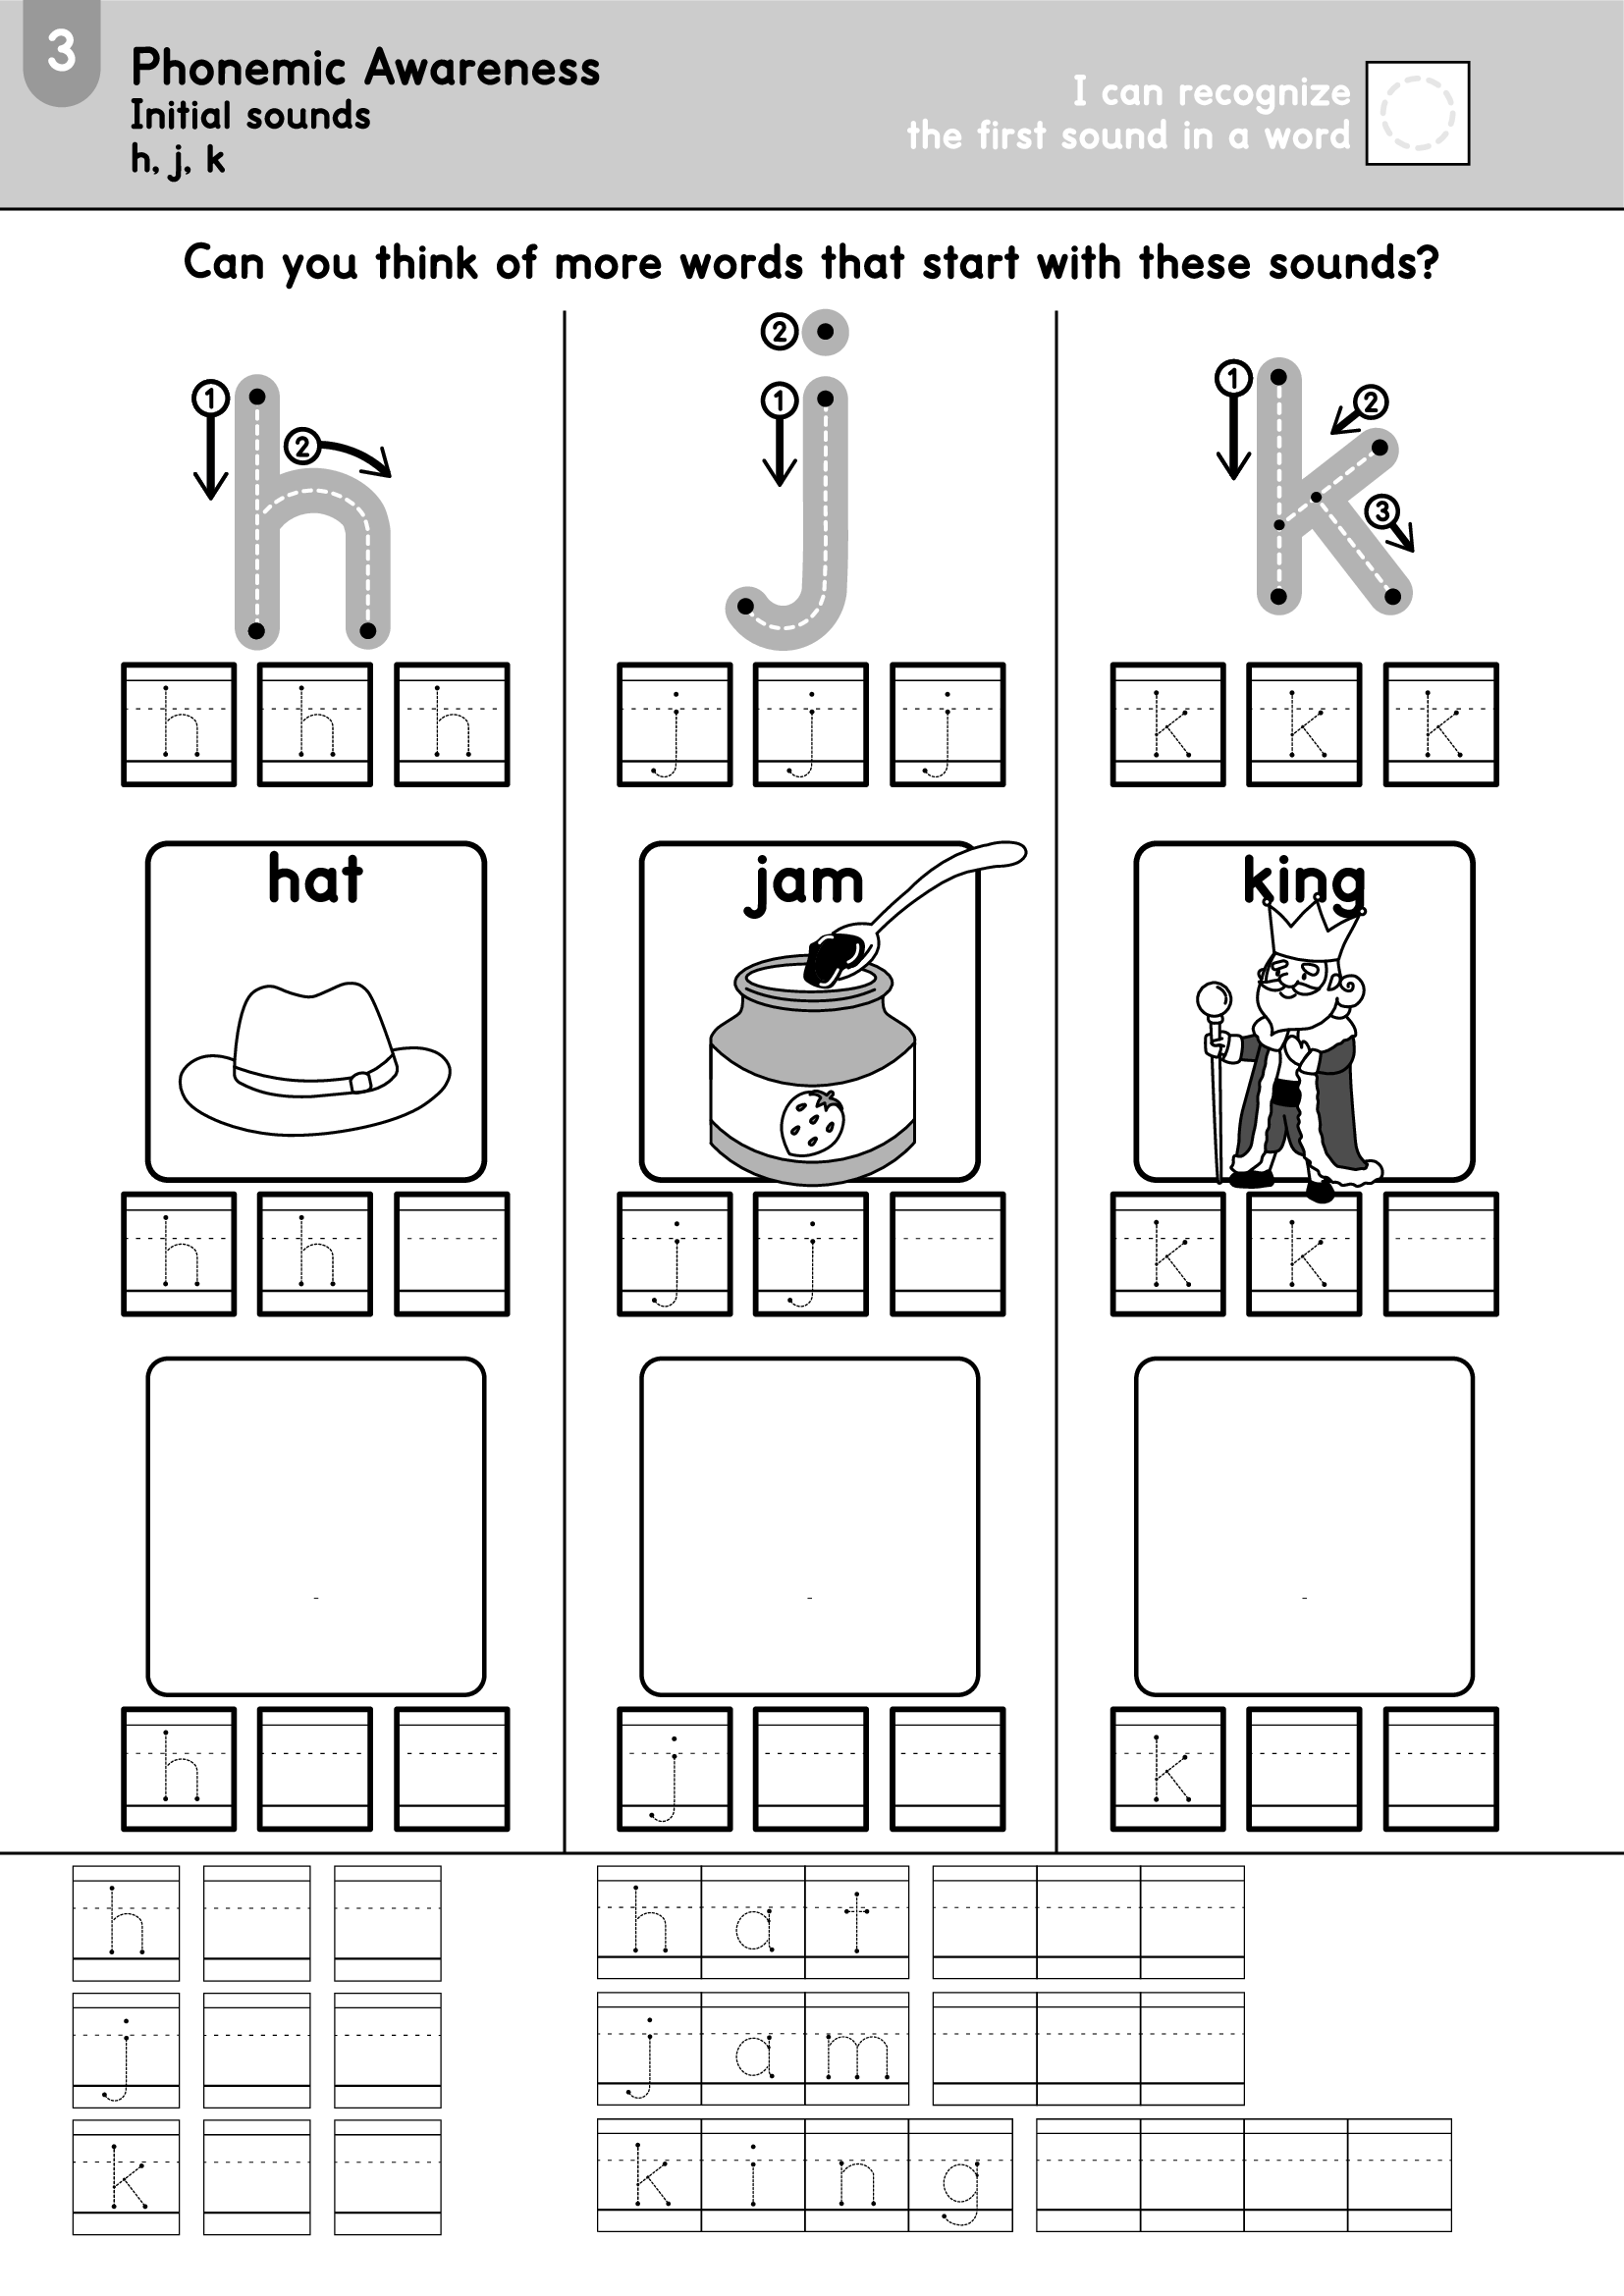 3
Phonemic Awareness
Initial sounds
h, j, k
I can recognize
the first sound in a word
Can you think of more words that start with these sounds?
1 2
2 1
1 2 3
h h h
j j j
k k k
hat
jam
king
h h
j j
k k
-
-
-
h
j
k
h
h a t
j
j a m
k
k i n g